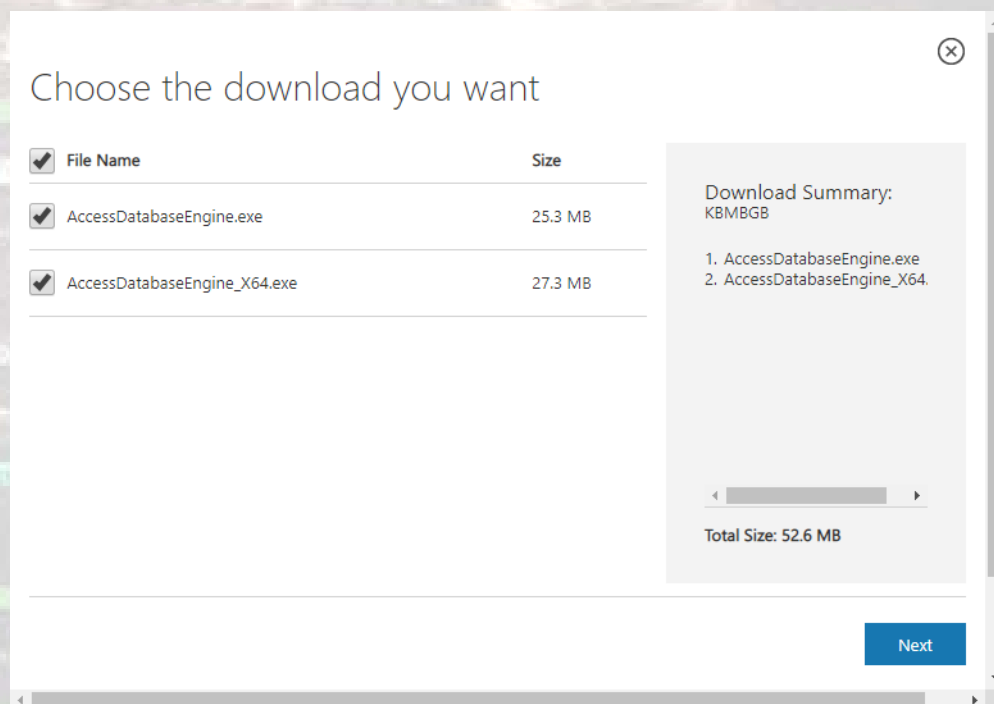 Choose the download you want
File Name Size
AccessDatabaseEngine.exe 25.3 MB
AccessDatabaseEngine_X64.exe 27.3 MB
Download Summary:
KBMBGB
1. AccessDatabaseEngine.exe
2. AccessDatabaseEngine_X64.
Total Size: 52.6 MB
Next